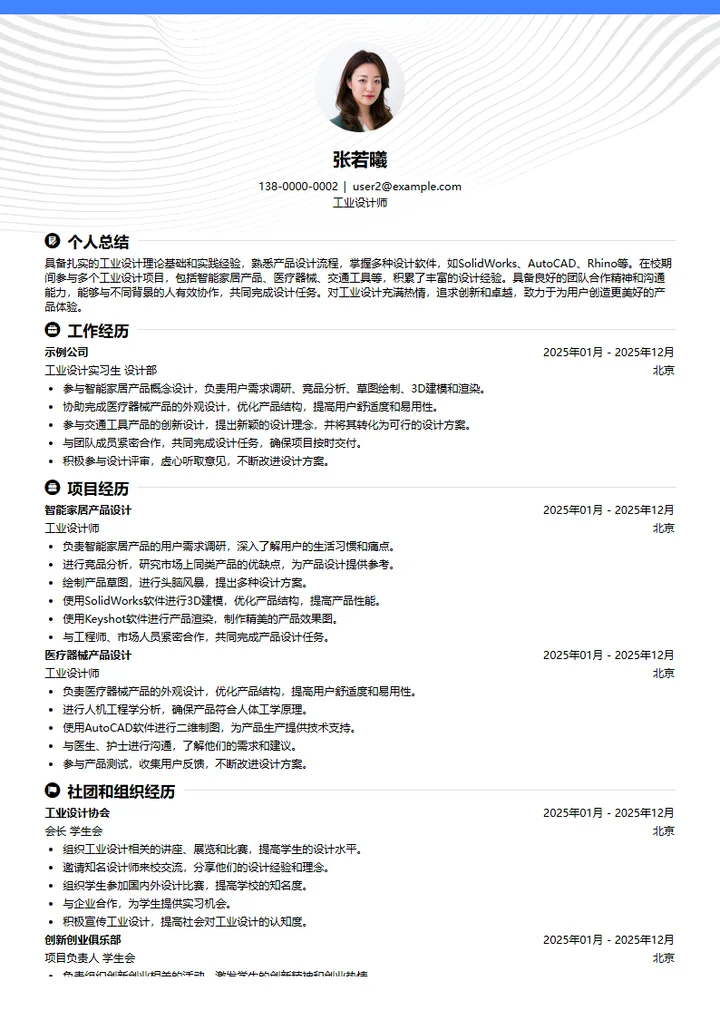 张若曦
138-0000-0002 | user2@example.com
工业设计师
个人总结
具备扎实的工业设计理论基础和实践经验，熟悉产品设计流程，掌握多种设计软件，如SolidWorks、AutoCAD、Rhino等。在校期
间参与多个工业设计项目，包括智能家居产品、医疗器械、交通工具等，积累了丰富的设计经验。具备良好的团队合作精神和沟通
能力，能够与不同背景的人有效协作，共同完成设计任务。对工业设计充满热情，追求创新和卓越，致力于为用户创造更美好的产
品体验。
工作经历
示例公司 2025年01月 - 2025年12月
工业设计实习生 设计部 北京
• 参与智能家居产品概念设计，负责用户需求调研、竞品分析、草图绘制、3D建模和渲染。
• 协助完成医疗器械产品的外观设计，优化产品结构，提高用户舒适度和易用性。
• 参与交通工具产品的创新设计，提出新颖的设计理念，并将其转化为可行的设计方案。
• 与团队成员紧密合作，共同完成设计任务，确保项目按时交付。
• 积极参与设计评审，虚心听取意见，不断改进设计方案。
项目经历
智能家居产品设计 2025年01月 - 2025年12月
工业设计师 北京
• 负责智能家居产品的用户需求调研，深入了解用户的生活习惯和痛点。
• 进行竞品分析，研究市场上同类产品的优缺点，为产品设计提供参考。
• 绘制产品草图，进行头脑风暴，提出多种设计方案。
• 使用SolidWorks软件进行3D建模，优化产品结构，提高产品性能。
• 使用Keyshot软件进行产品渲染，制作精美的产品效果图。
• 与工程师、市场人员紧密合作，共同完成产品设计任务。
医疗器械产品设计 2025年01月 - 2025年12月
工业设计师 北京
• 负责医疗器械产品的外观设计，优化产品结构，提高用户舒适度和易用性。
• 进行人机工程学分析，确保产品符合人体工学原理。
• 使用AutoCAD软件进行二维制图，为产品生产提供技术支持。
• 与医生、护士进行沟通，了解他们的需求和建议。
• 参与产品测试，收集用户反馈，不断改进设计方案。
社团和组织经历
工业设计协会 2025年01月 - 2025年12月
会长 学生会 北京
• 组织工业设计相关的讲座、展览和比赛，提高学生的设计水平。
• 邀请知名设计师来校交流，分享他们的设计经验和理念。
• 组织学生参加国内外设计比赛，提高学校的知名度。
• 与企业合作，为学生提供实习机会。
• 积极宣传工业设计，提高社会对工业设计的认知度。
创新创业俱乐部 2025年01月 - 2025年12月
项目负责人 学生会 北京
• 负责组织创新创业相关的活动，激发学生的创新精神和创业热情